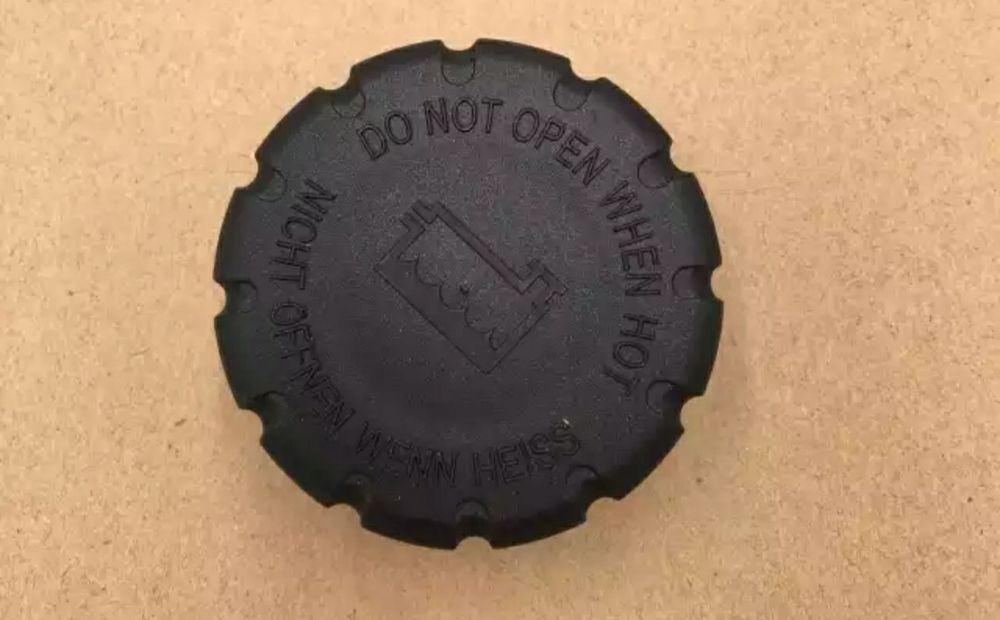 DO NOT OPEN WHEN HOT
NICHT OFFNEN WENN HEISS